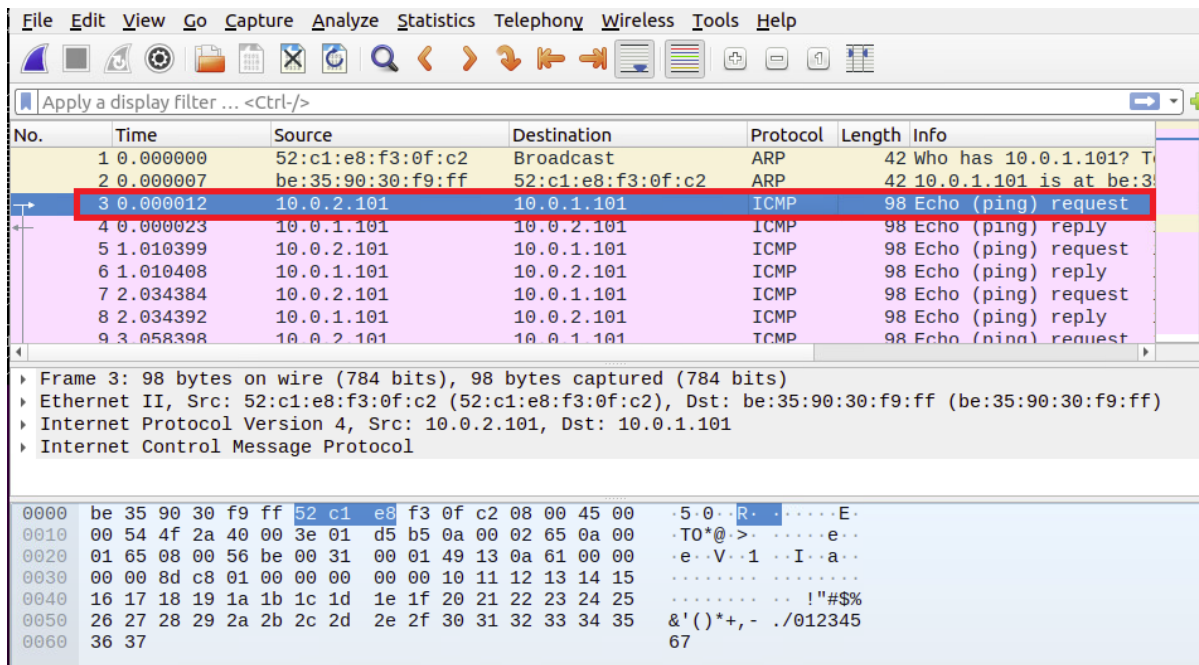 File Edit View Go Capture Analyze Statistics Telephony Wireless Tools Help
Apply a display filter … <Ctrl-/>
No. Time Source Destination Protocol Length Info
1 0.000000 52:c1:e8:f3:0f:c2 Broadcast ARP 42 Who has 10.0.1.101?
2 0.000007 be:35:90:30:f9:ff 52:c1:e8:f3:0f:c2 ARP 42 10.0.1.101 is at
3 0.000012 10.0.2.101 10.0.1.101 ICMP 98 Echo (ping) request
4 0.000023 10.0.1.101 10.0.2.101 ICMP 98 Echo (ping) reply
5 1.010399 10.0.2.101 10.0.1.101 ICMP 98 Echo (ping) request
6 1.010408 10.0.1.101 10.0.2.101 ICMP 98 Echo (ping) reply
7 2.034384 10.0.2.101 10.0.1.101 ICMP 98 Echo (ping) request
8 2.034392 10.0.1.101 10.0.2.101 ICMP 98 Echo (ping) reply
9 3.058398 10.0.2.101 10.0.1.101 ICMP 98 Echo (ping) request
Frame 3: 98 bytes on wire (784 bits), 98 bytes captured (784 bits)
Ethernet II, Src: 52:c1:e8:f3:0f:c2 (52:c1:e8:f3:0f:c2), Dst: be:35:90:30:f9:ff (be:35:90:30:f9:ff)
Internet Protocol Version 4, Src: 10.0.2.101, Dst: 10.0.1.101
Internet Control Message Protocol
0000 be 35 90 30 f9 ff 52 c1 e8 f3 0f c2 08 00 45 00 ·5·0··R· ······E·
0010 00 54 4f 2a 40 00 3e 01 d5 b5 0a 00 02 65 0a 00 ·TO*@·>· ·····e··
0020 01 65 08 00 56 be 00 31 00 01 49 13 0a 61 00 00 ·e··V··1 ··I··a··
0030 00 00 8d c8 01 00 00 00 00 00 10 11 12 13 14 15 ········ ········
0040 16 17 18 19 1a 1b 1c 1d 1e 1f 20 21 22 23 24 25 ········ ·· !"#$%
0050 26 27 28 29 2a 2b 2c 2d 2e 2f 30 31 32 33 34 35 &'()*+,- ./012345
0060 36 37 67